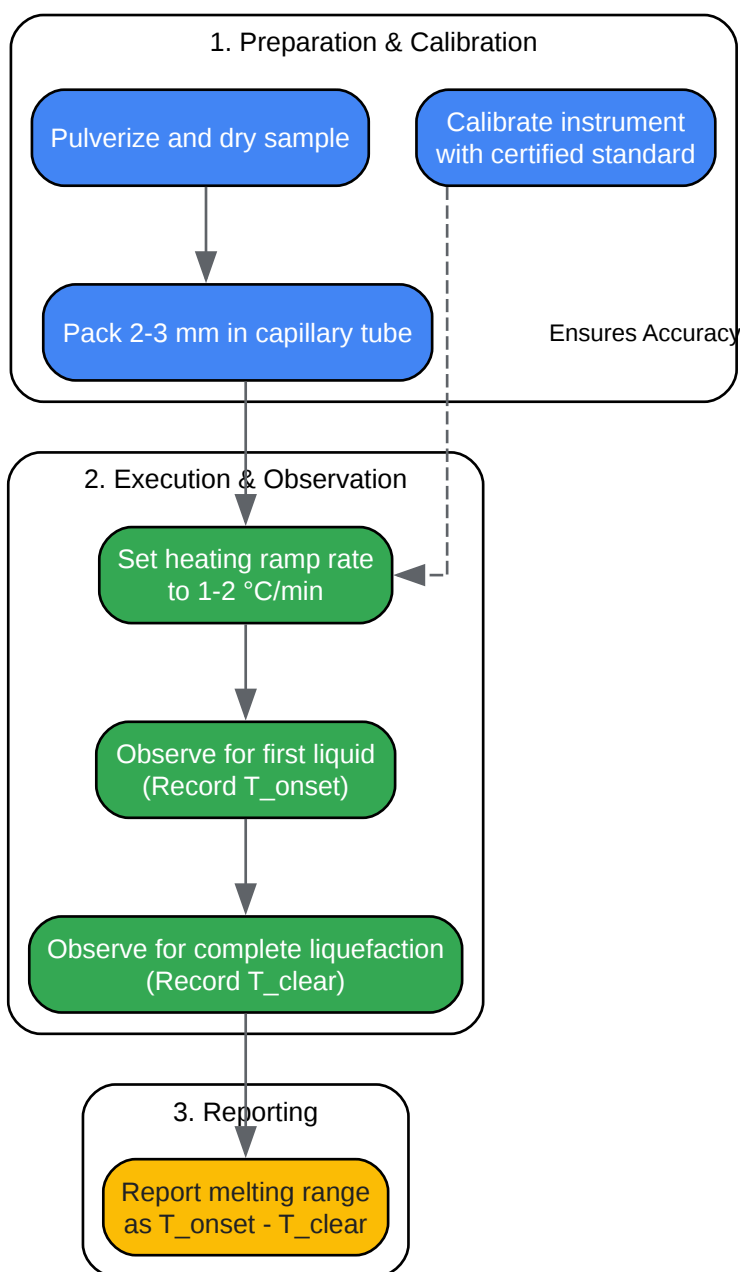 1. Preparation & Calibration
Pulverize and dry sample
Calibrate instrument
with certified standard
Pack 2-3 mm in capillary tube
Ensures Accuracy
2. Execution & Observation
Set heating ramp rate
to 1-2 °C/min
Observe for first liquid
(Record T_onset)
Observe for complete liquefaction
(Record T_clear)
3. Reporting
Report melting range
as T_onset - T_clear